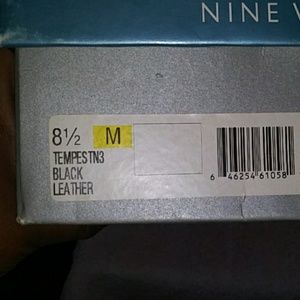 NINE
8½ M
TEMPESTN3
BLACK
LEATHER
6 46254 61058